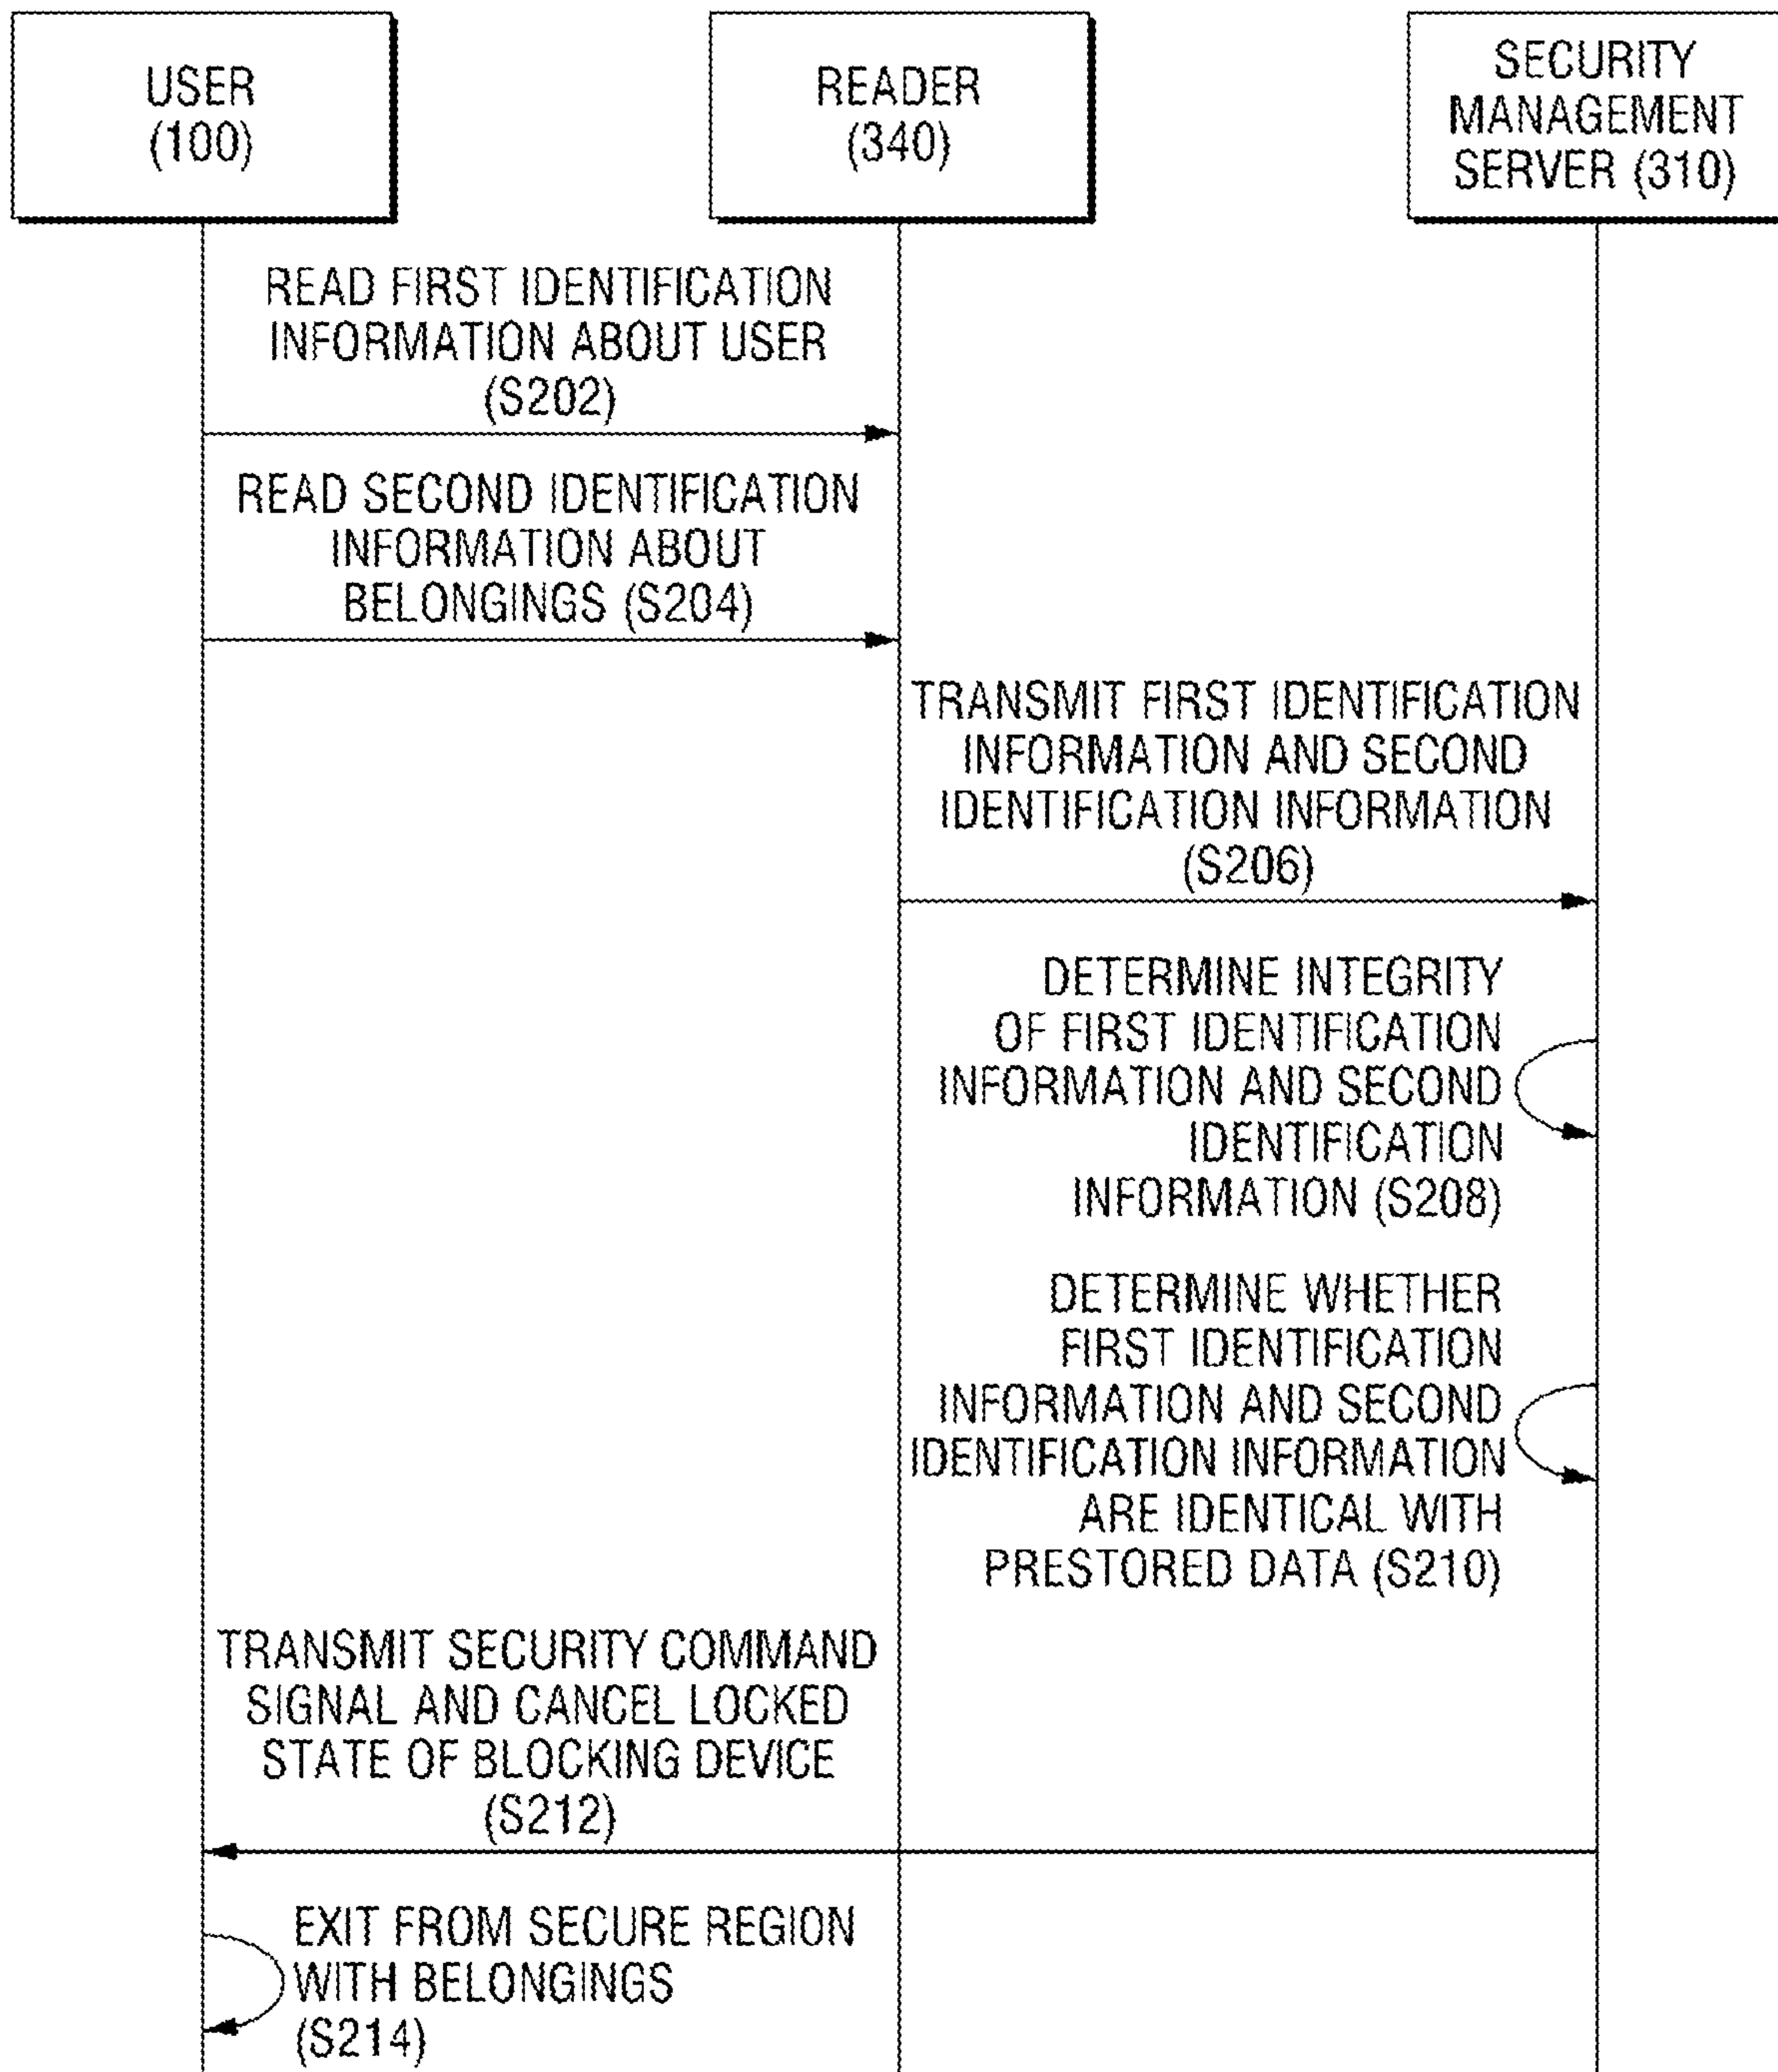 USER
(100)
READER
(340)
SECURITY
MANAGEMENT
SERVER (310)
READ FIRST IDENTIFICATION
INFORMATION ABOUT USER
(S202)
READ SECOND IDENTIFICATION
INFORMATION ABOUT
BELONGINGS (S204)
TRANSMIT FIRST IDENTIFICATION
INFORMATION AND SECOND
IDENTIFICATION INFORMATION
(S206)
DETERMINE INTEGRITY
OF FIRST IDENTIFICATION
INFORMATION AND SECOND
IDENTIFICATION
INFORMATION (S208)
DETERMINE WHETHER
FIRST IDENTIFICATION
INFORMATION AND SECOND
IDENTIFICATION INFORMATION
ARE IDENTICAL WITH
PRESTORED DATA (S210)
TRANSMIT SECURITY COMMAND
SIGNAL AND CANCEL LOCKED
STATE OF BLOCKING DEVICE
(S212)
EXIT FROM SECURE REGION
WITH BELONGINGS
(S214)